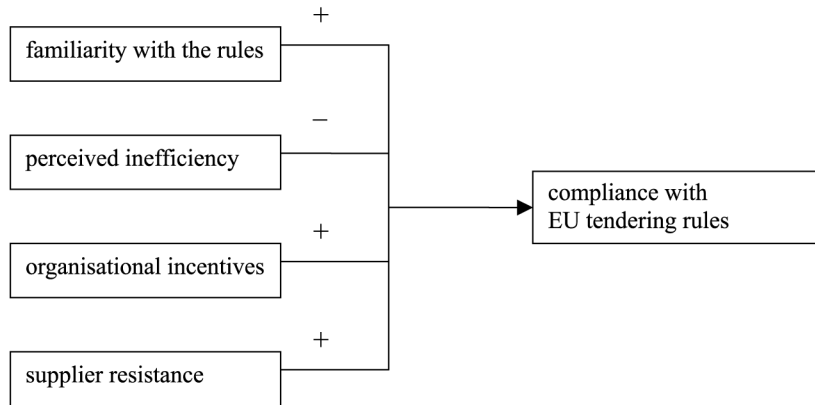 +
familiarity with the rules
−
perceived inefficiency
compliance with
EU tendering rules
+
organisational incentives
+
supplier resistance